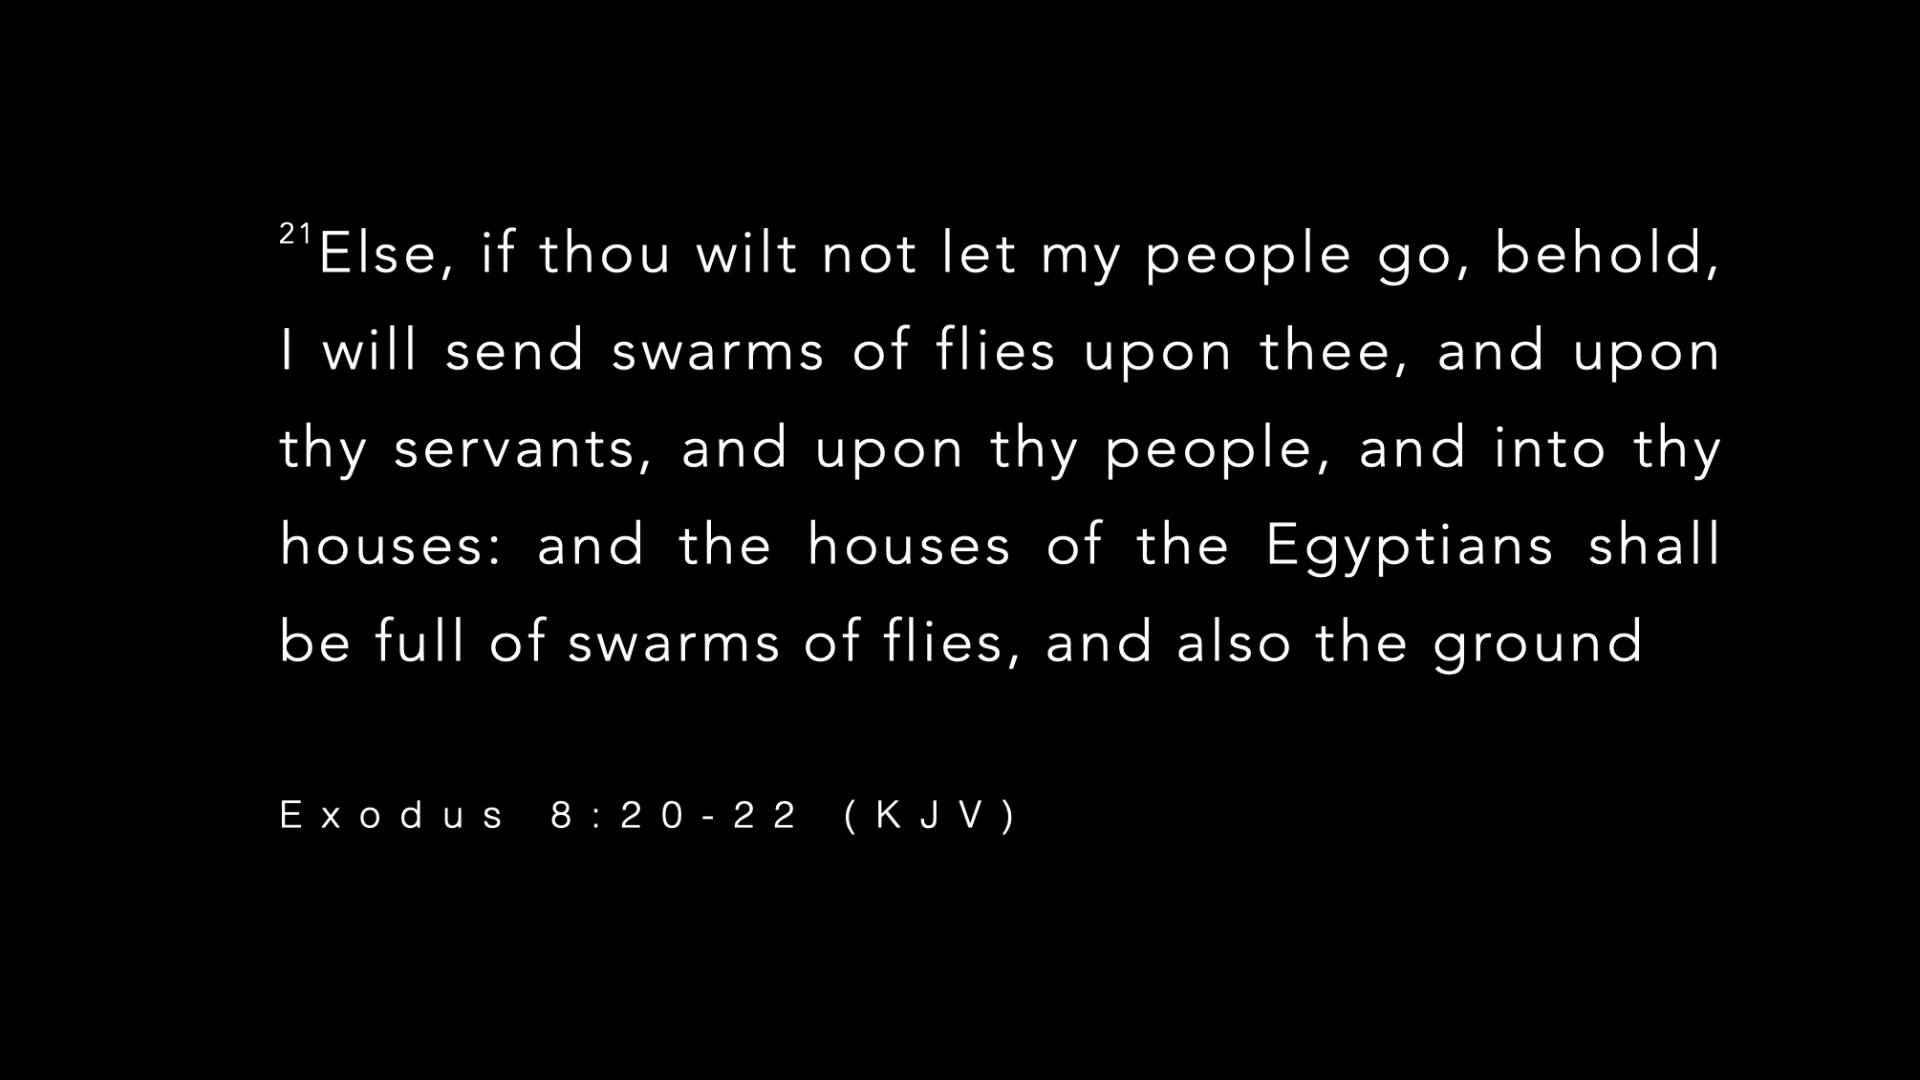 21Else, if thou wilt not let my people go, behold,
I will send swarms of flies upon thee, and upon
thy servants, and upon thy people, and into thy
houses: and the houses of the Egyptians shall
be full of swarms of flies, and also the ground
Exodus 8:20-22 (KJV)